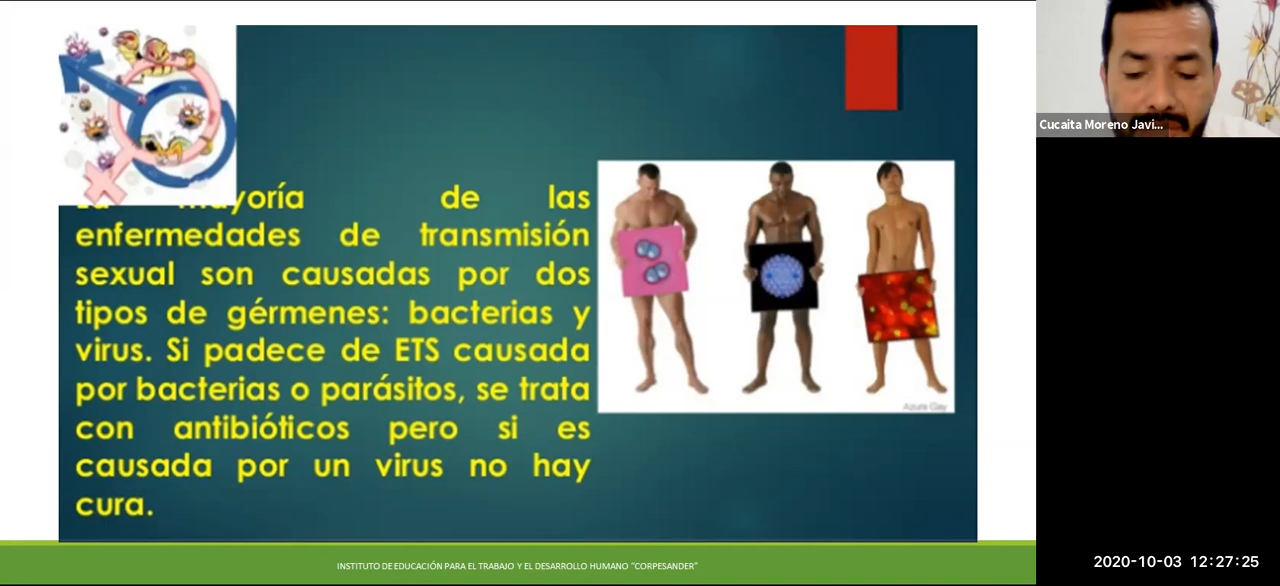 La mayoría de las
enfermedades de transmisión
sexual son causadas por dos
tipos de gérmenes: bacterias y
virus. Si padece de ETS causada
por bacterias o parásitos, se trata
con antibióticos pero si es
causada por un virus no hay
cura.
Azure Gay
INSTITUTO DE EDUCACIÓN PARA EL TRABAJO Y EL DESARROLLO HUMANO "CORPESANDER"
Cucaita Moreno Javi...
2020-10-03 12:27:25